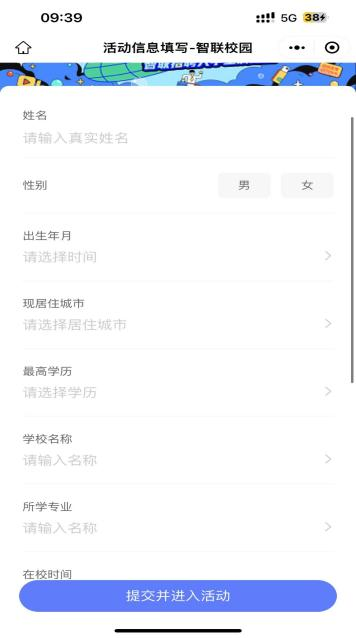 09:39
5G 38
活动信息填写-智联校园
姓名
请输入真实姓名
性别
男
女
出生年月
请选择时间
现居住城市
请选择居住城市
最高学历
请选择学历
学校名称
请输入名称
所学专业
请输入名称
在校时间
提交并进入活动